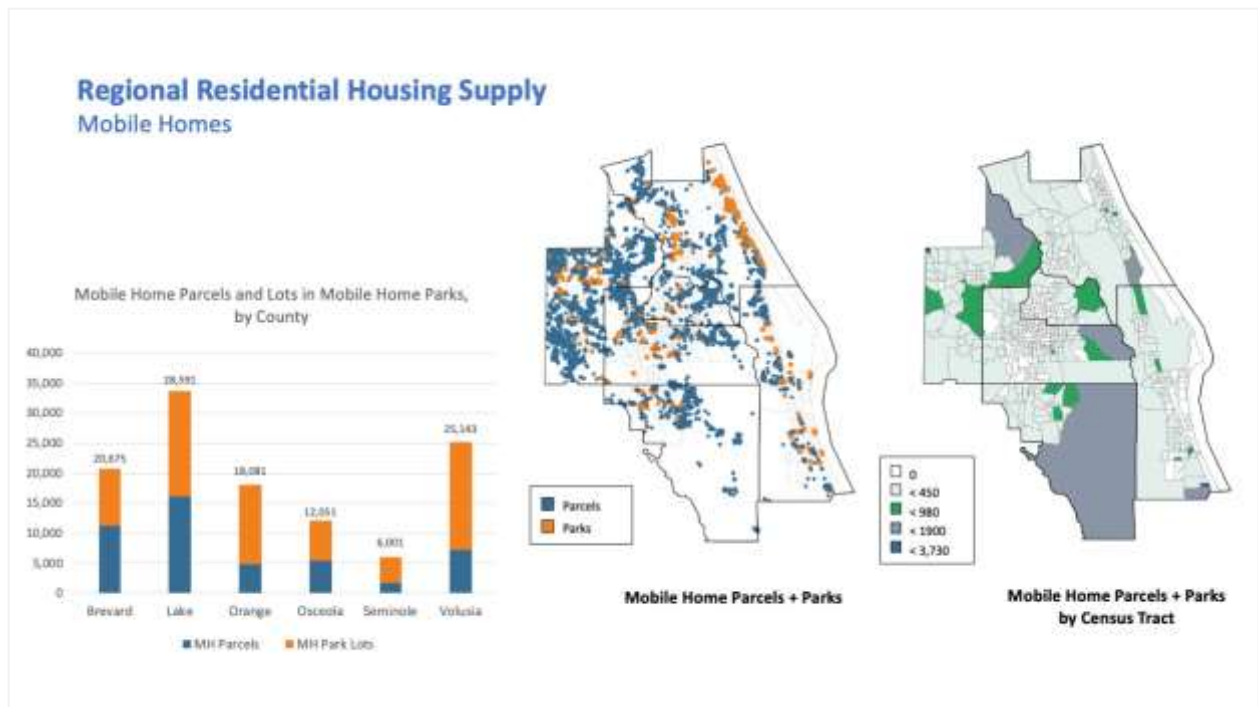 Regional Residential Housing Supply
Mobile Homes
Mobile Home Parcels and Lots in Mobile Home Parks,
by County
40,000
35,000
30,000
25,000
20,000
15,000
10,000
5,000
0
20,675
18,081
12,051
6,001
25,143
Brevard
Lake
Orange
Osceola
Seminole
Volusia
MH Parcels
MH Park Lots
Parcels
Parks
Mobile Home Parcels + Parks
0
< 450
< 980
< 1900
< 3,730
Mobile Home Parcels + Parks
by Census Tract